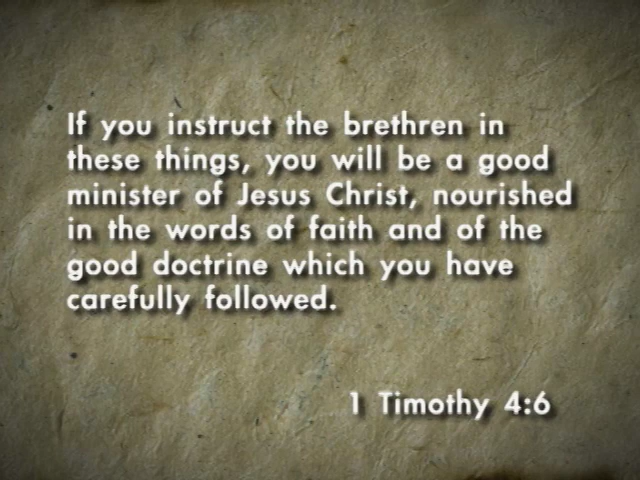 If you instruct the brethren in
these things, you will be a good
minister of Jesus Christ, nourished
in the words of faith and of the
good doctrine which you have
carefully followed.
1 Timothy 4:6